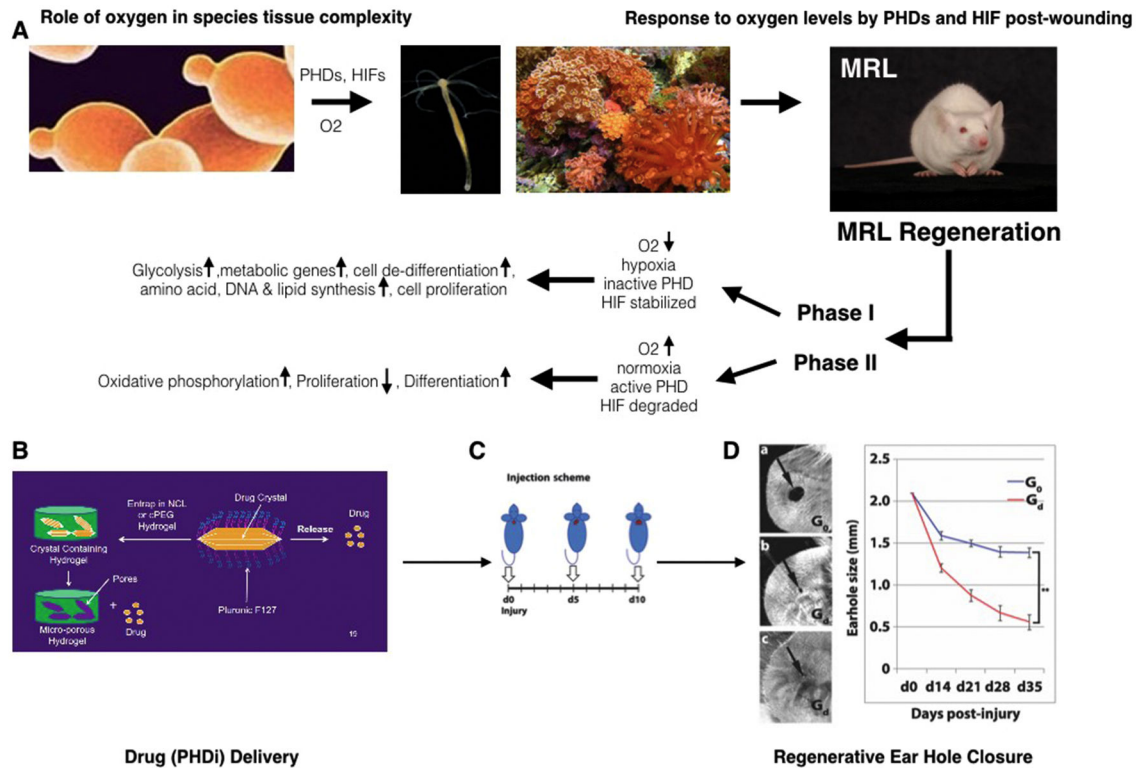 Role of oxygen in species tissue complexity
Response to oxygen levels by PHDs and HIF post-wounding
A
PHDs, HIFs
O2
MRL
MRL Regeneration
O2
hypoxia
inactive PHD
HIF stabilized
Glycolysis , metabolic genes , cell de-differentiation ,
amino acid, DNA & lipid synthesis , cell proliferation
Phase I
Phase II
O2
normoxia
active PHD
HIF degraded
Oxidative phosphorylation , Proliferation , Differentiation
B
Entrap in NCL
or cPEG
Hydrogel
Drug Crystal
Release
Drug
Crystal Containing
Hydrogel
Pores
+
Drug
Micro-porous
Hydrogel
Pluronic F127
19
Drug (PHDi) Delivery
C
Injection scheme
d0
d5
d10
Injury
D
a
G0
b
Gd
c
Gd
2.5
2.0
1.5
1.0
0.5
0
Earhole size (mm)
G0
Gd
**
d0 d14 d21 d28 d35
Days post-injury
Regenerative Ear Hole Closure